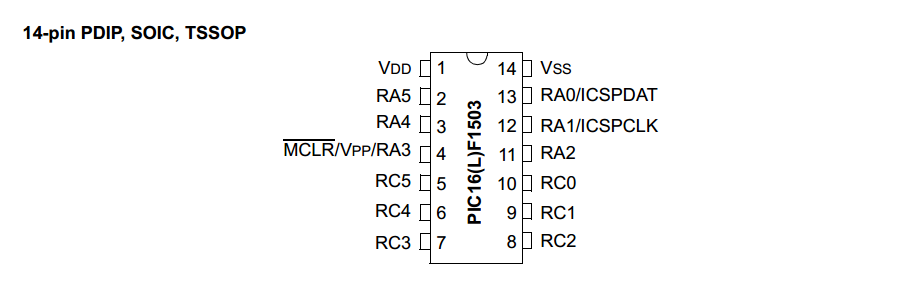 14-pin PDIP, SOIC, TSSOP
VDD 1 14 VSS
RA5 2 13 RA0/ICSPDAT
RA4 3 12 RA1/ICSPCLK
MCLR/VPP/RA3 4 11 RA2
RC5 5 10 RC0
RC4 6 9 RC1
RC3 7 8 RC2
PIC16(L)F1503